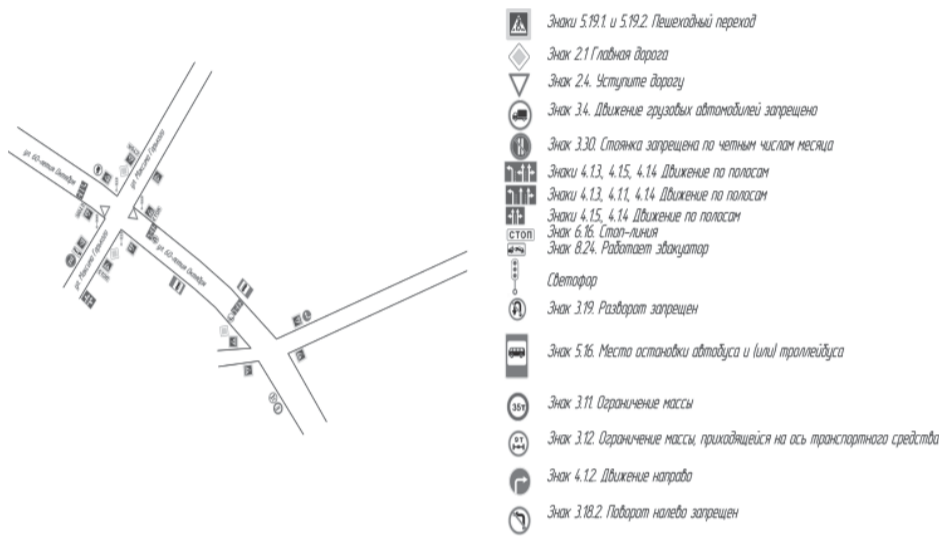 ул. 60-летия Октября
ул. Максима Горького
ул. Максима Горького
ул. 60-летия Октября
Знаки 5.19.1. и 5.19.2. Пешеходный переход
Знак 2.1 Главная дорога
Знак 2.4. Уступите дорогу
Знак 3.4. Движение грузовых автомобилей запрещено
Знак 3.30. Стоянка запрещена по четным числам месяца
Знаки 4.1.3, 4.1.5, 4.1.4 Движение по полосам
Знаки 4.1.3, 4.1.1, 4.1.4 Движение по полосам
Знаки 4.1.5, 4.1.4 Движение по полосам
СТОП
Знак 6.16. Стоп-линия
Знак 8.24. Работает эвакуатор
Светофор
Знак 3.19. Разворот запрещен
Знак 5.16. Место остановки автобуса и (или) троллейбуса
35т
Знак 3.11. Ограничение массы
Знак 3.12. Ограничение массы, приходящейся на ось транспортного средства
Знак 4.1.2. Движение направо
Знак 3.18.2. Поворот налево запрещен